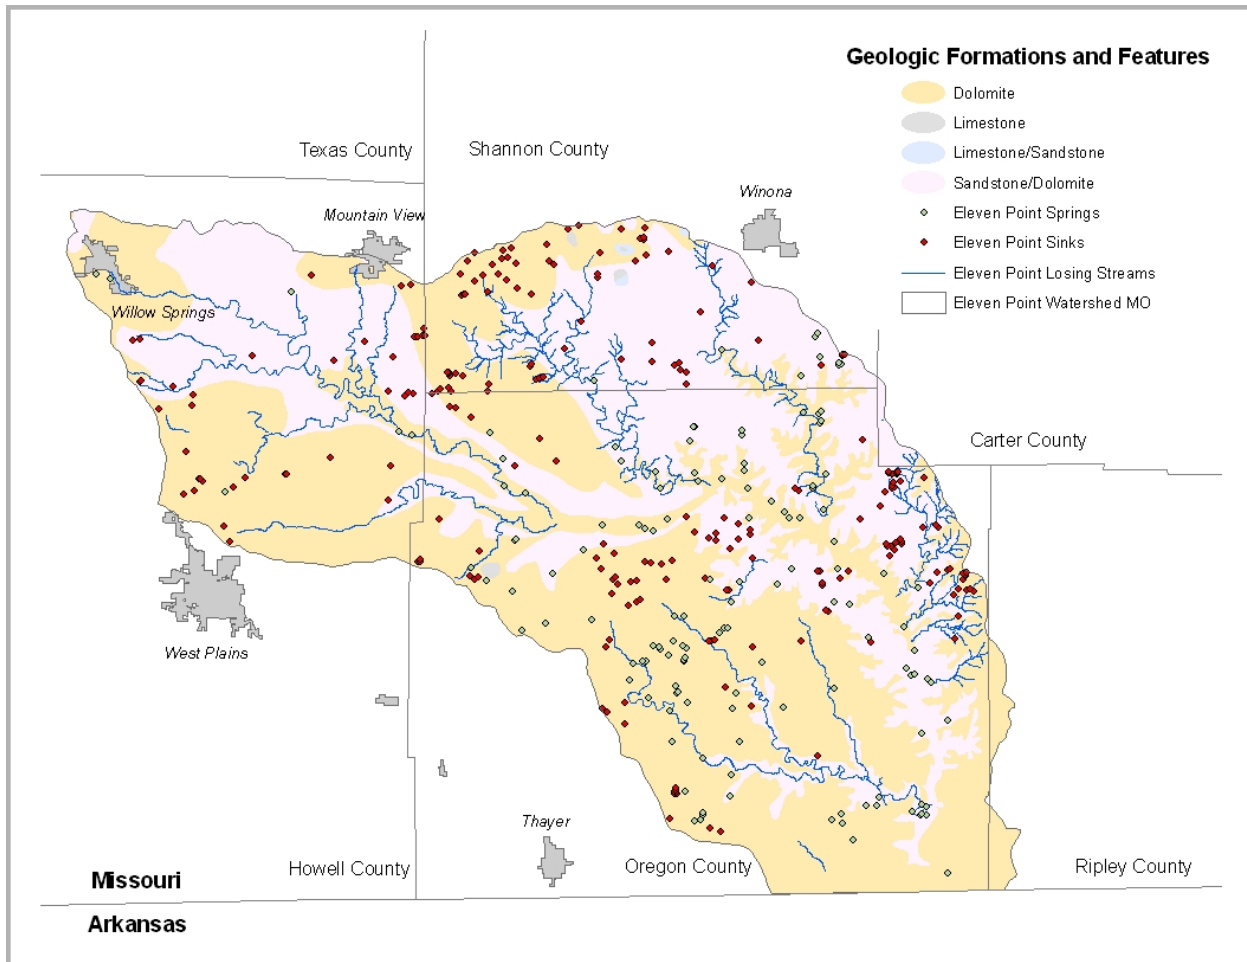 Geologic Formations and Features
Dolomite
Limestone
Limestone/Sandstone
Sandstone/Dolomite
Eleven Point Springs
Eleven Point Sinks
Eleven Point Losing Streams
Eleven Point Watershed MO
Texas County
Shannon County
Winona
Mountain View
Willow Springs
Carter County
West Plains
Thayer
Howell County
Oregon County
Ripley County
Missouri
Arkansas